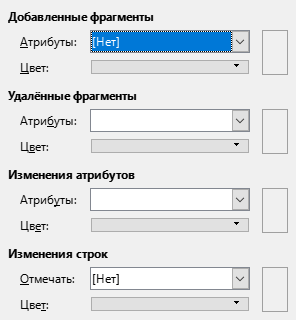 Добавленные фрагменты
Атрибуты: [Нет]
Цвет:
Удалённые фрагменты
Атрибуты:
Цвет:
Изменения атрибутов
Атрибуты:
Цвет:
Изменения строк
Отмечать: [Нет]
Цвет: